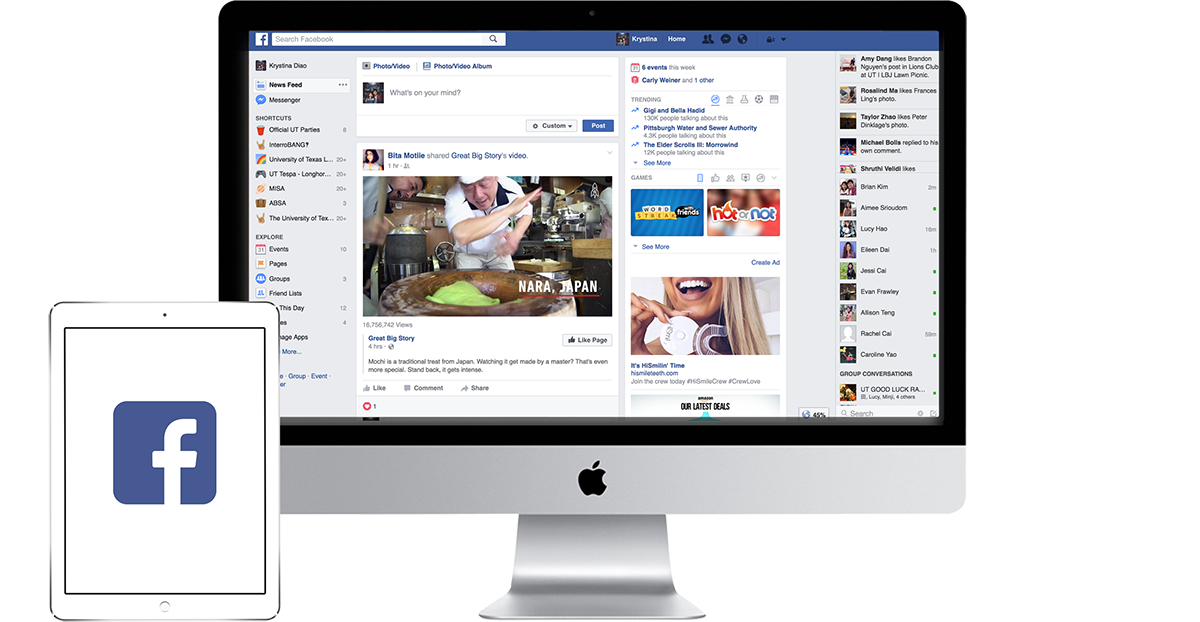 f
Search Facebook
Krystina
Home
Krystina Diao
News Feed
Messenger
SHORTCUTS
Official UT Parties 8
InterroBANG‽
University of Texas L... 20+
UT Tespa - Longhor... 20+
MISA 20+
ABSA 3
The University of Tex... 20+
EXPLORE
31 Events 10
Pages
Groups 3
Friend Lists
This Day 12
es 4
nage Apps
More...
e · Group · Event ·
er
Photo/Video
Photo/Video Album
What's on your mind?
Custom
Post
Bita Motiie shared Great Big Story's video.
1 hr ·
NARA, JAPAN
16,756,742 Views
Great Big Story
4 hrs ·
Like Page
Mochi is a traditional treat from Japan. Watching it get made by a master? That's even
more special. Stand back, it gets intense.
Like
Comment
Share
1
31 6 events this week
Carly Weiner and 1 other
TRENDING
Gigi and Bella Hadid
130K people talking about this
Pittsburgh Water and Sewer Authority
4.3K people talking about this
The Elder Scrolls III: Morrowind
12K people talking about this
See More
GAMES
WORD STREAK with friends
hot or not
See More
Create Ad
It's HiSmilin' Time
hismileteeth.com
Join the crew today #HiSmileCrew #CrewLove
amazon
OUR LATEST DEALS
45%
Amy Dang likes Brandon
Nguyen's post in Lions Club
at UT I LBJ Lawn Picnic.
Rosalind Ma likes Frances
Ling's photo.
Taylor Zhao likes Peter
Dinklage's photo.
Michael Bolls replied to his
own comment.
Shruthi Velidi likes
Brian Kim 2m
Aimee Srioudom
Lucy Hao 16m
Eileen Dai 1h
Jessi Cai
Evan Frawley
Allison Teng
Rachel Cai 59m
Caroline Yao
GROUP CONVERSATIONS
UT GOOD LUCK RA...
田, Lucy, Minji, 4 others
Search
f